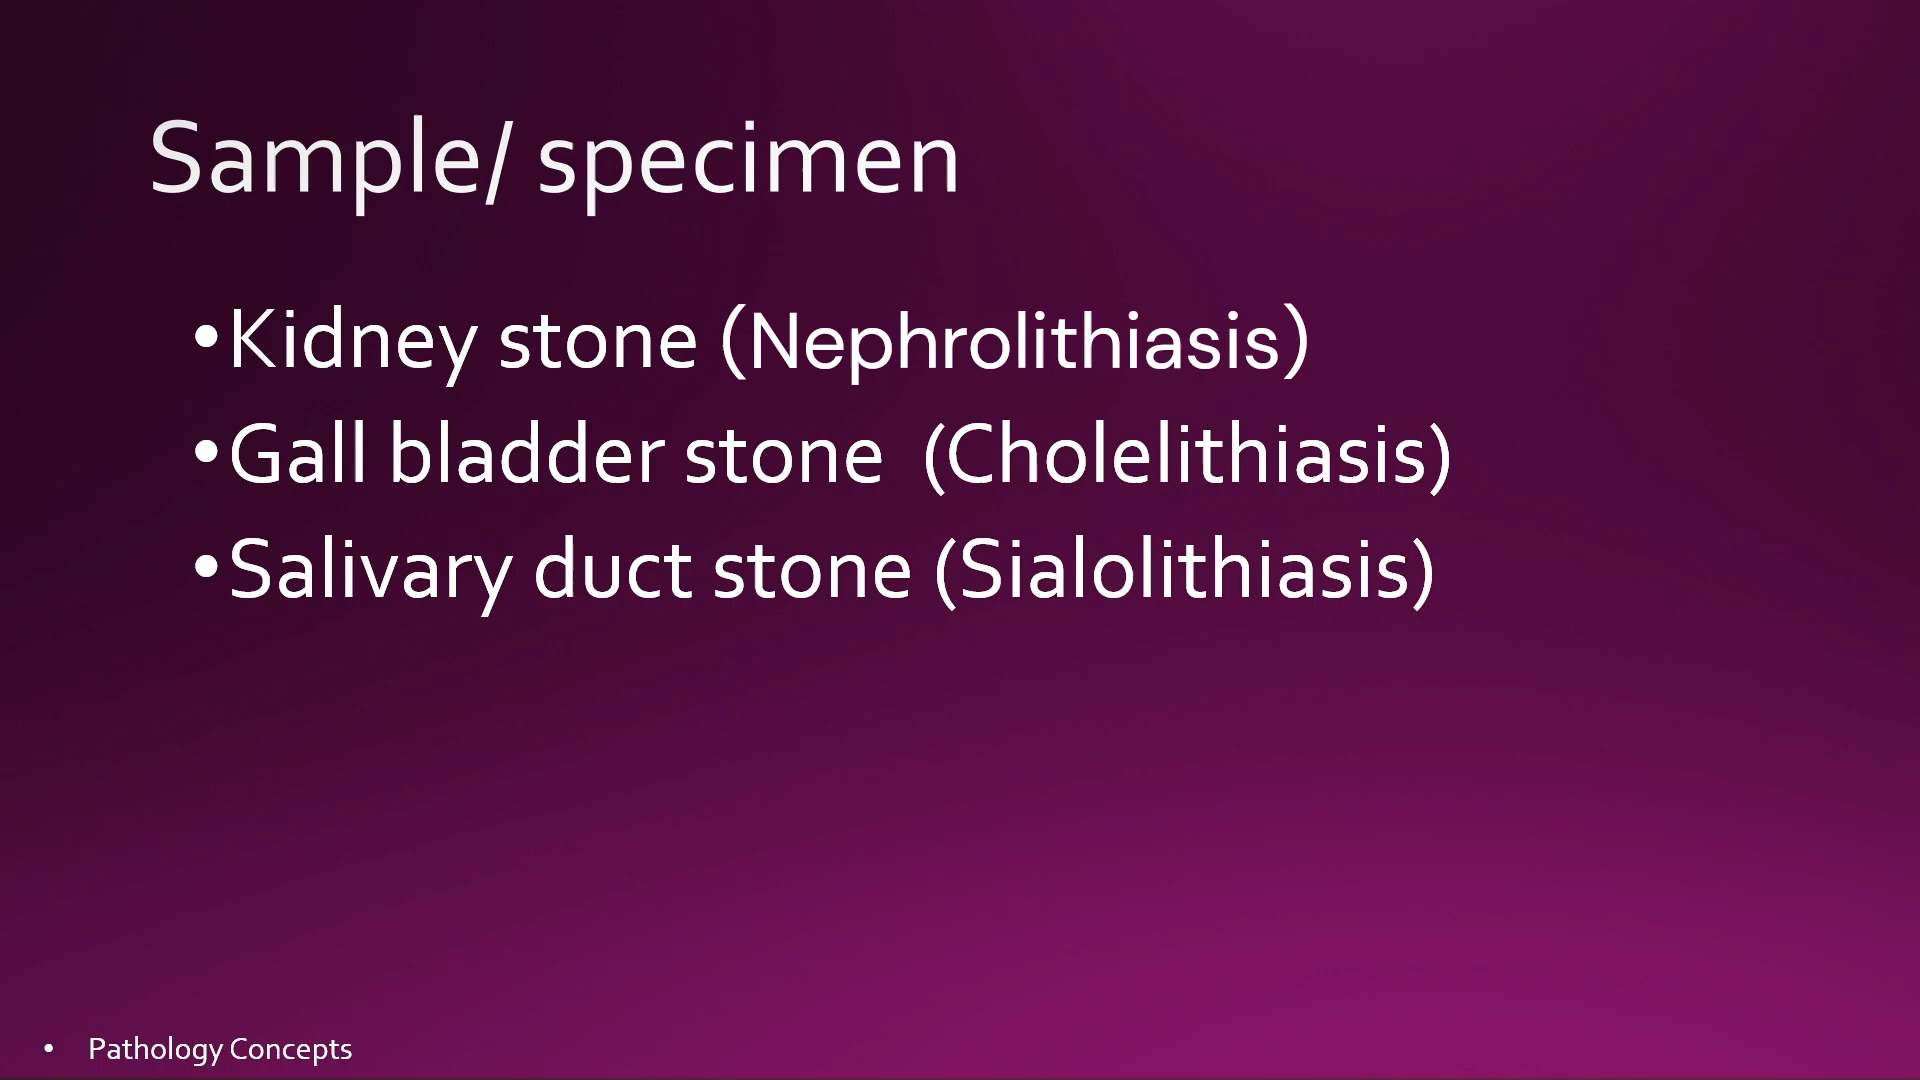 Sample/ specimen
•Kidney stone (Nephrolithiasis)
•Gall bladder stone  (Cholelithiasis)
•Salivary duct stone (Sialolithiasis)
• Pathology Concepts